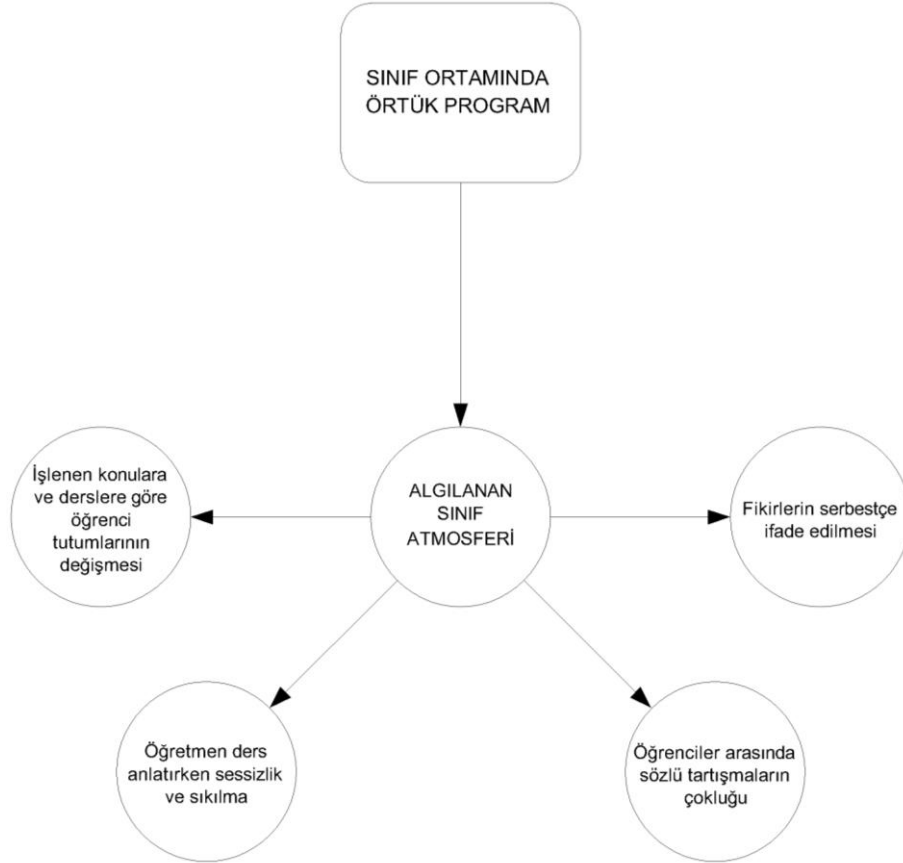 SINIF ORTAMINDA
ÖRTÜK PROGRAM
İşlenen konulara
ve derslere göre
öğrenci
tutumlarının
değişmesi
ALGILANAN
SINIF
ATMOSFERİ
Fikirlerin serbestçe
ifade edilmesi
Öğretmen ders
anlatırken sessizlik
ve sıkılma
Öğrenciler arasında
sözlü tartışmaların
çokluğu